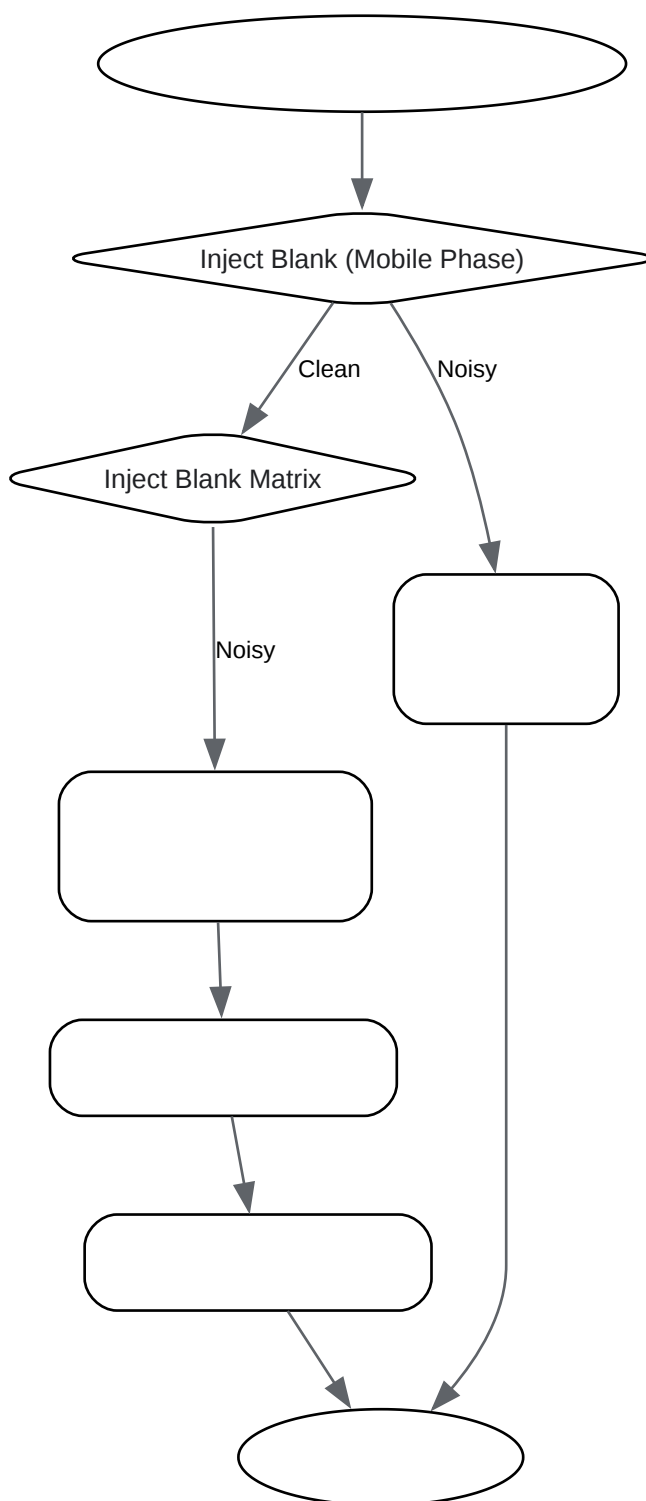 Inject Blank (Mobile Phase)
Clean
Noisy
Inject Blank Matrix
Noisy